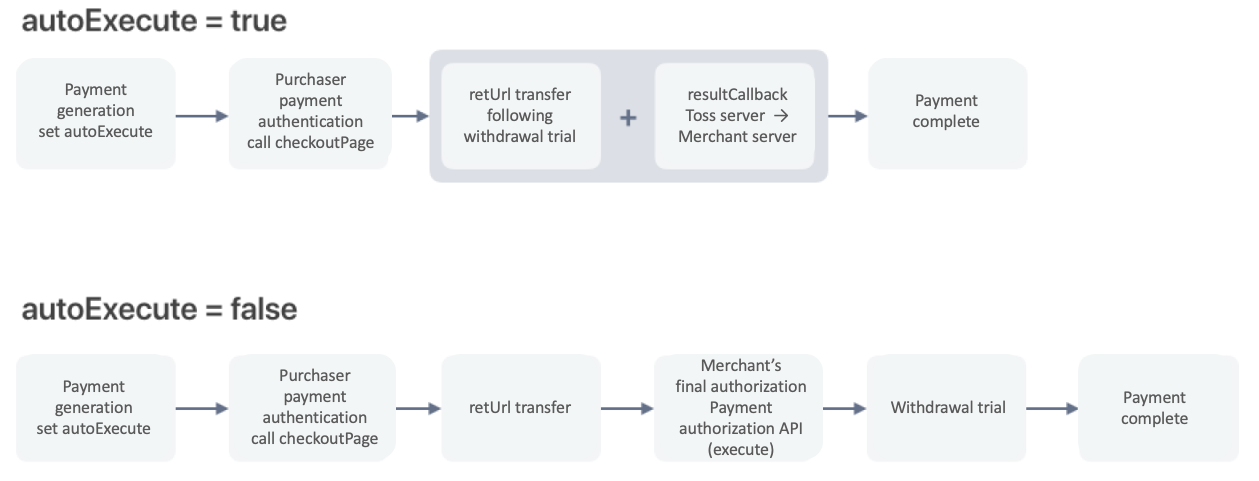 autoExecute = true
Payment
generation
set autoExecute
Purchaser
payment
authentication
call checkoutPage
retUrl transfer
following
withdrawal trial
+
resultCallback
Toss server →
Merchant server
Payment
complete
autoExecute = false
Payment
generation
set autoExecute
Purchaser
payment
authentication
call checkoutPage
retUrl transfer
Merchant's
final authorization
Payment
authorization API
(execute)
Withdrawal trial
Payment
complete